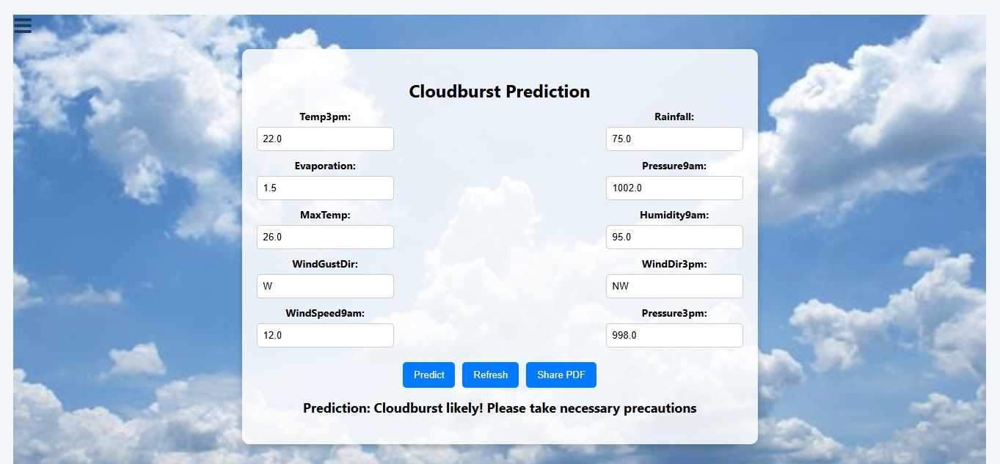 Cloudburst Prediction
Temp3pm:
Rainfall:
22.0
75.0
Evaporation:
Pressure9am:
1.5
1002.0
MaxTemp:
Humidity9am:
26.0
95.0
WindGustDir:
WindDir3pm:
W
NW
WindSpeed9am:
Pressure3pm:
12.0
998.0
Predict Refresh Share PDF
Prediction: Cloudburst likely! Please take necessary precautions